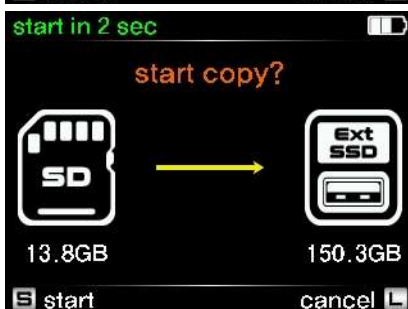 start in 2 sec
start copy?
SD
Ext
SSD
13.8GB
150.3GB
S start
cancel L